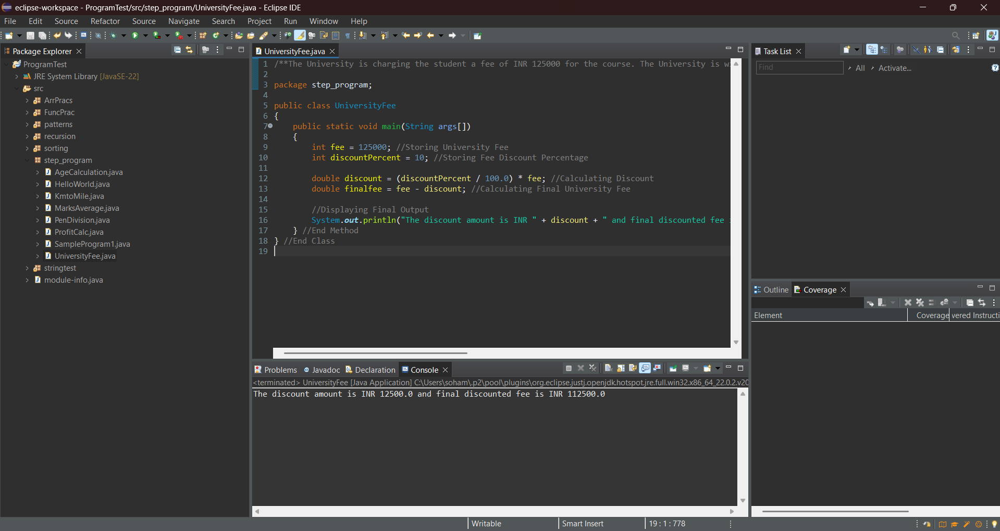 eclipse-workspace - ProgramTest/src/step_program/UniversityFee.java - Eclipse IDE
File Edit Source Refactor Source Navigate Search Project Run Window Help
Package Explorer
ProgramTest
JRE System Library [JavaSE-22]
src
ArrPracs
FuncPrac
patterns
recursion
sorting
step_program
AgeCalculation.java
HelloWorld.java
KmtoMile.java
MarksAverage.java
PenDivision.java
ProfitCalc.java
SampleProgram1.java
UniversityFee.java
stringtest
module-info.java
UniversityFee.java
1 /**The University is charging the student a fee of INR 125000 for the course. The University is
2
3 package step_program;
4
5 public class UniversityFee
6 {
7 public static void main(String args[])
8 {
9 int fee = 125000; //Storing University Fee
10 int discountPercent = 10; //Storing Fee Discount Percentage
11
12 double discount = (discountPercent / 100.0) * fee; //Calculating Discount
13 double finalfee = fee - discount; //Calculating Final University Fee
14
15 //Displaying Final Output
16 System.out.println("The discount amount is INR " + discount + " and final discounted fee
17 } //End Method
18 } //End Class
19
Problems Javadoc Declaration Console
<terminated> UniversityFee [Java Application] C:\Users\soham\.p2\pool\plugins\org.eclipse.justj.openjdk.hotspot.jre.full.win32.x86_64_22.0.2.v20
The discount amount is INR 12500.0 and final discounted fee is INR 112500.0
Task List
Find All Activate...
Outline Coverage
Element Coverage vered Instructi
Writable Smart Insert 19 : 1 : 778